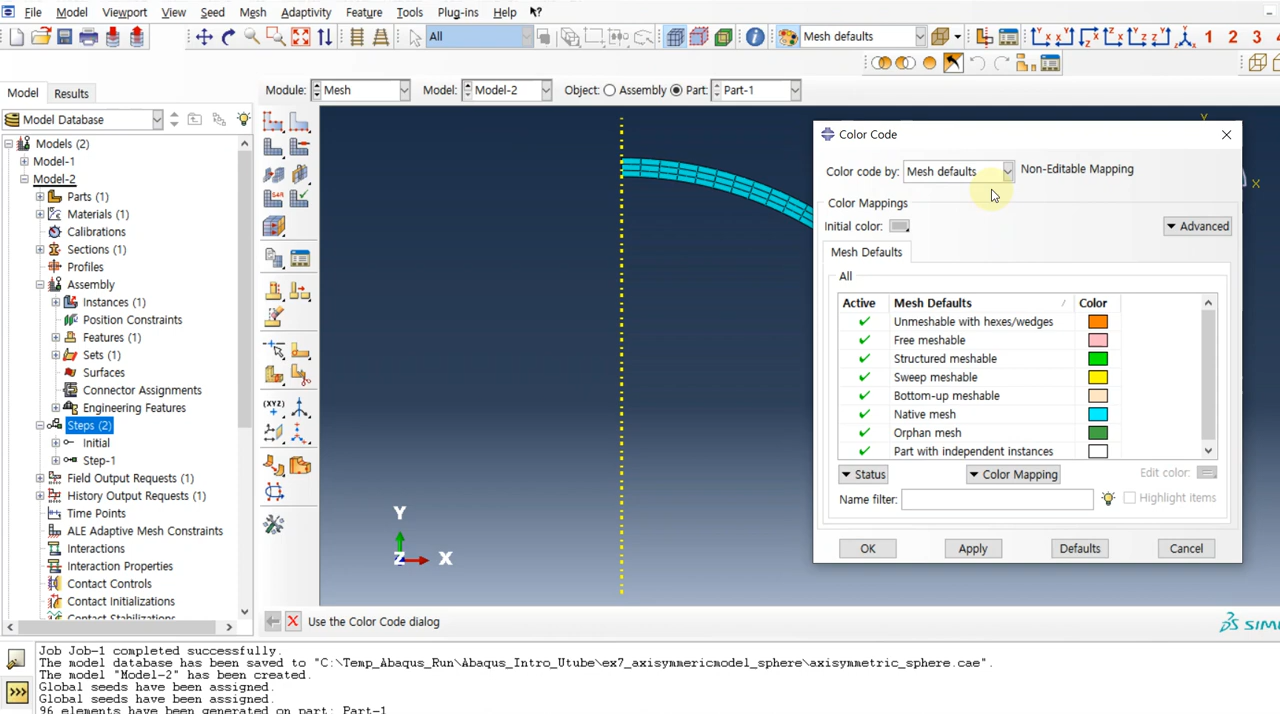 File Model Viewport View Seed Mesh Adaptivity Feature Tools Plug-ins Help
All Mesh defaults 1 2 3
Model Results Module: Mesh Model: Model-2 Object: Assembly Part: Part-1
Model Database
Models (2)
Model-1
Model-2
Parts (1)
Materials (1)
Calibrations
Sections (1)
Profiles
Assembly
Instances (1)
Position Constraints
Features (1)
Sets (1)
Surfaces
Connector Assignments
Engineering Features
Steps (2)
Initial
Step-1
Field Output Requests (1)
History Output Requests (1)
Time Points
ALE Adaptive Mesh Constraints
Interactions
Interaction Properties
Contact Controls
Contact Initializations
Contact Stabilizations
Y
Z X
Y
X
Color Code
Color code by: Mesh defaults Non-Editable Mapping
Color Mappings
Initial color: Advanced
Mesh Defaults
All
Active Mesh Defaults Color
Unmeshable with hexes/wedges
Free meshable
Structured meshable
Sweep meshable
Bottom-up meshable
Native mesh
Orphan mesh
Part with independent instances
Status Color Mapping Edit color:
Name filter: Highlight items
OK Apply Defaults Cancel
Use the Color Code dialog
Job Job-1 completed successfully.
The model database has been saved to "C:\Temp_Abaqus_Run\Abaqus_Intro_Utube\ex7_axisymmericmodel_sphere\axisymmetric_sphere.cae".
The model "Model-2" has been created.
Global seeds have been assigned.
Global seeds have been assigned.
96 elements have been generated on part: Part-1